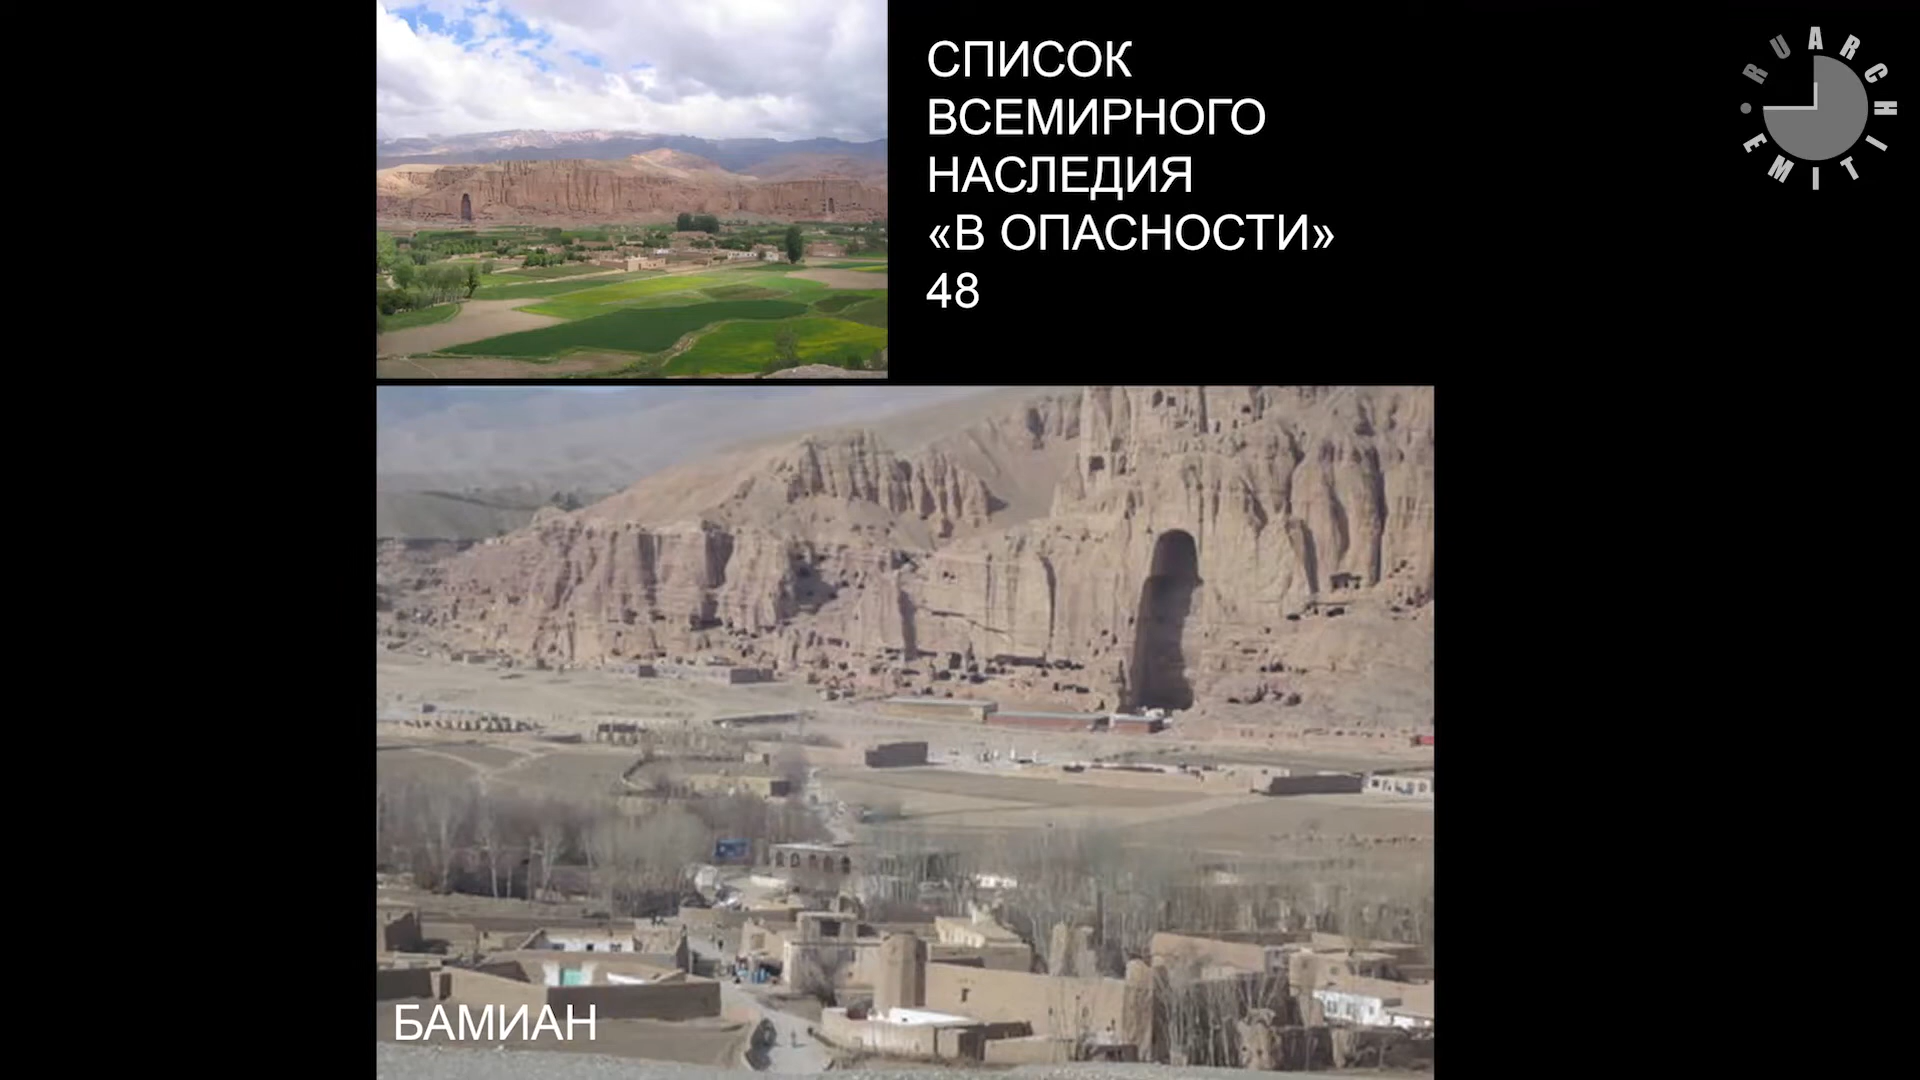 СПИСОК
ВСЕМИРНОГО
НАСЛЕДИЯ
«В ОПАСНОСТИ»
48
RUARCHITIME
БАМИАН